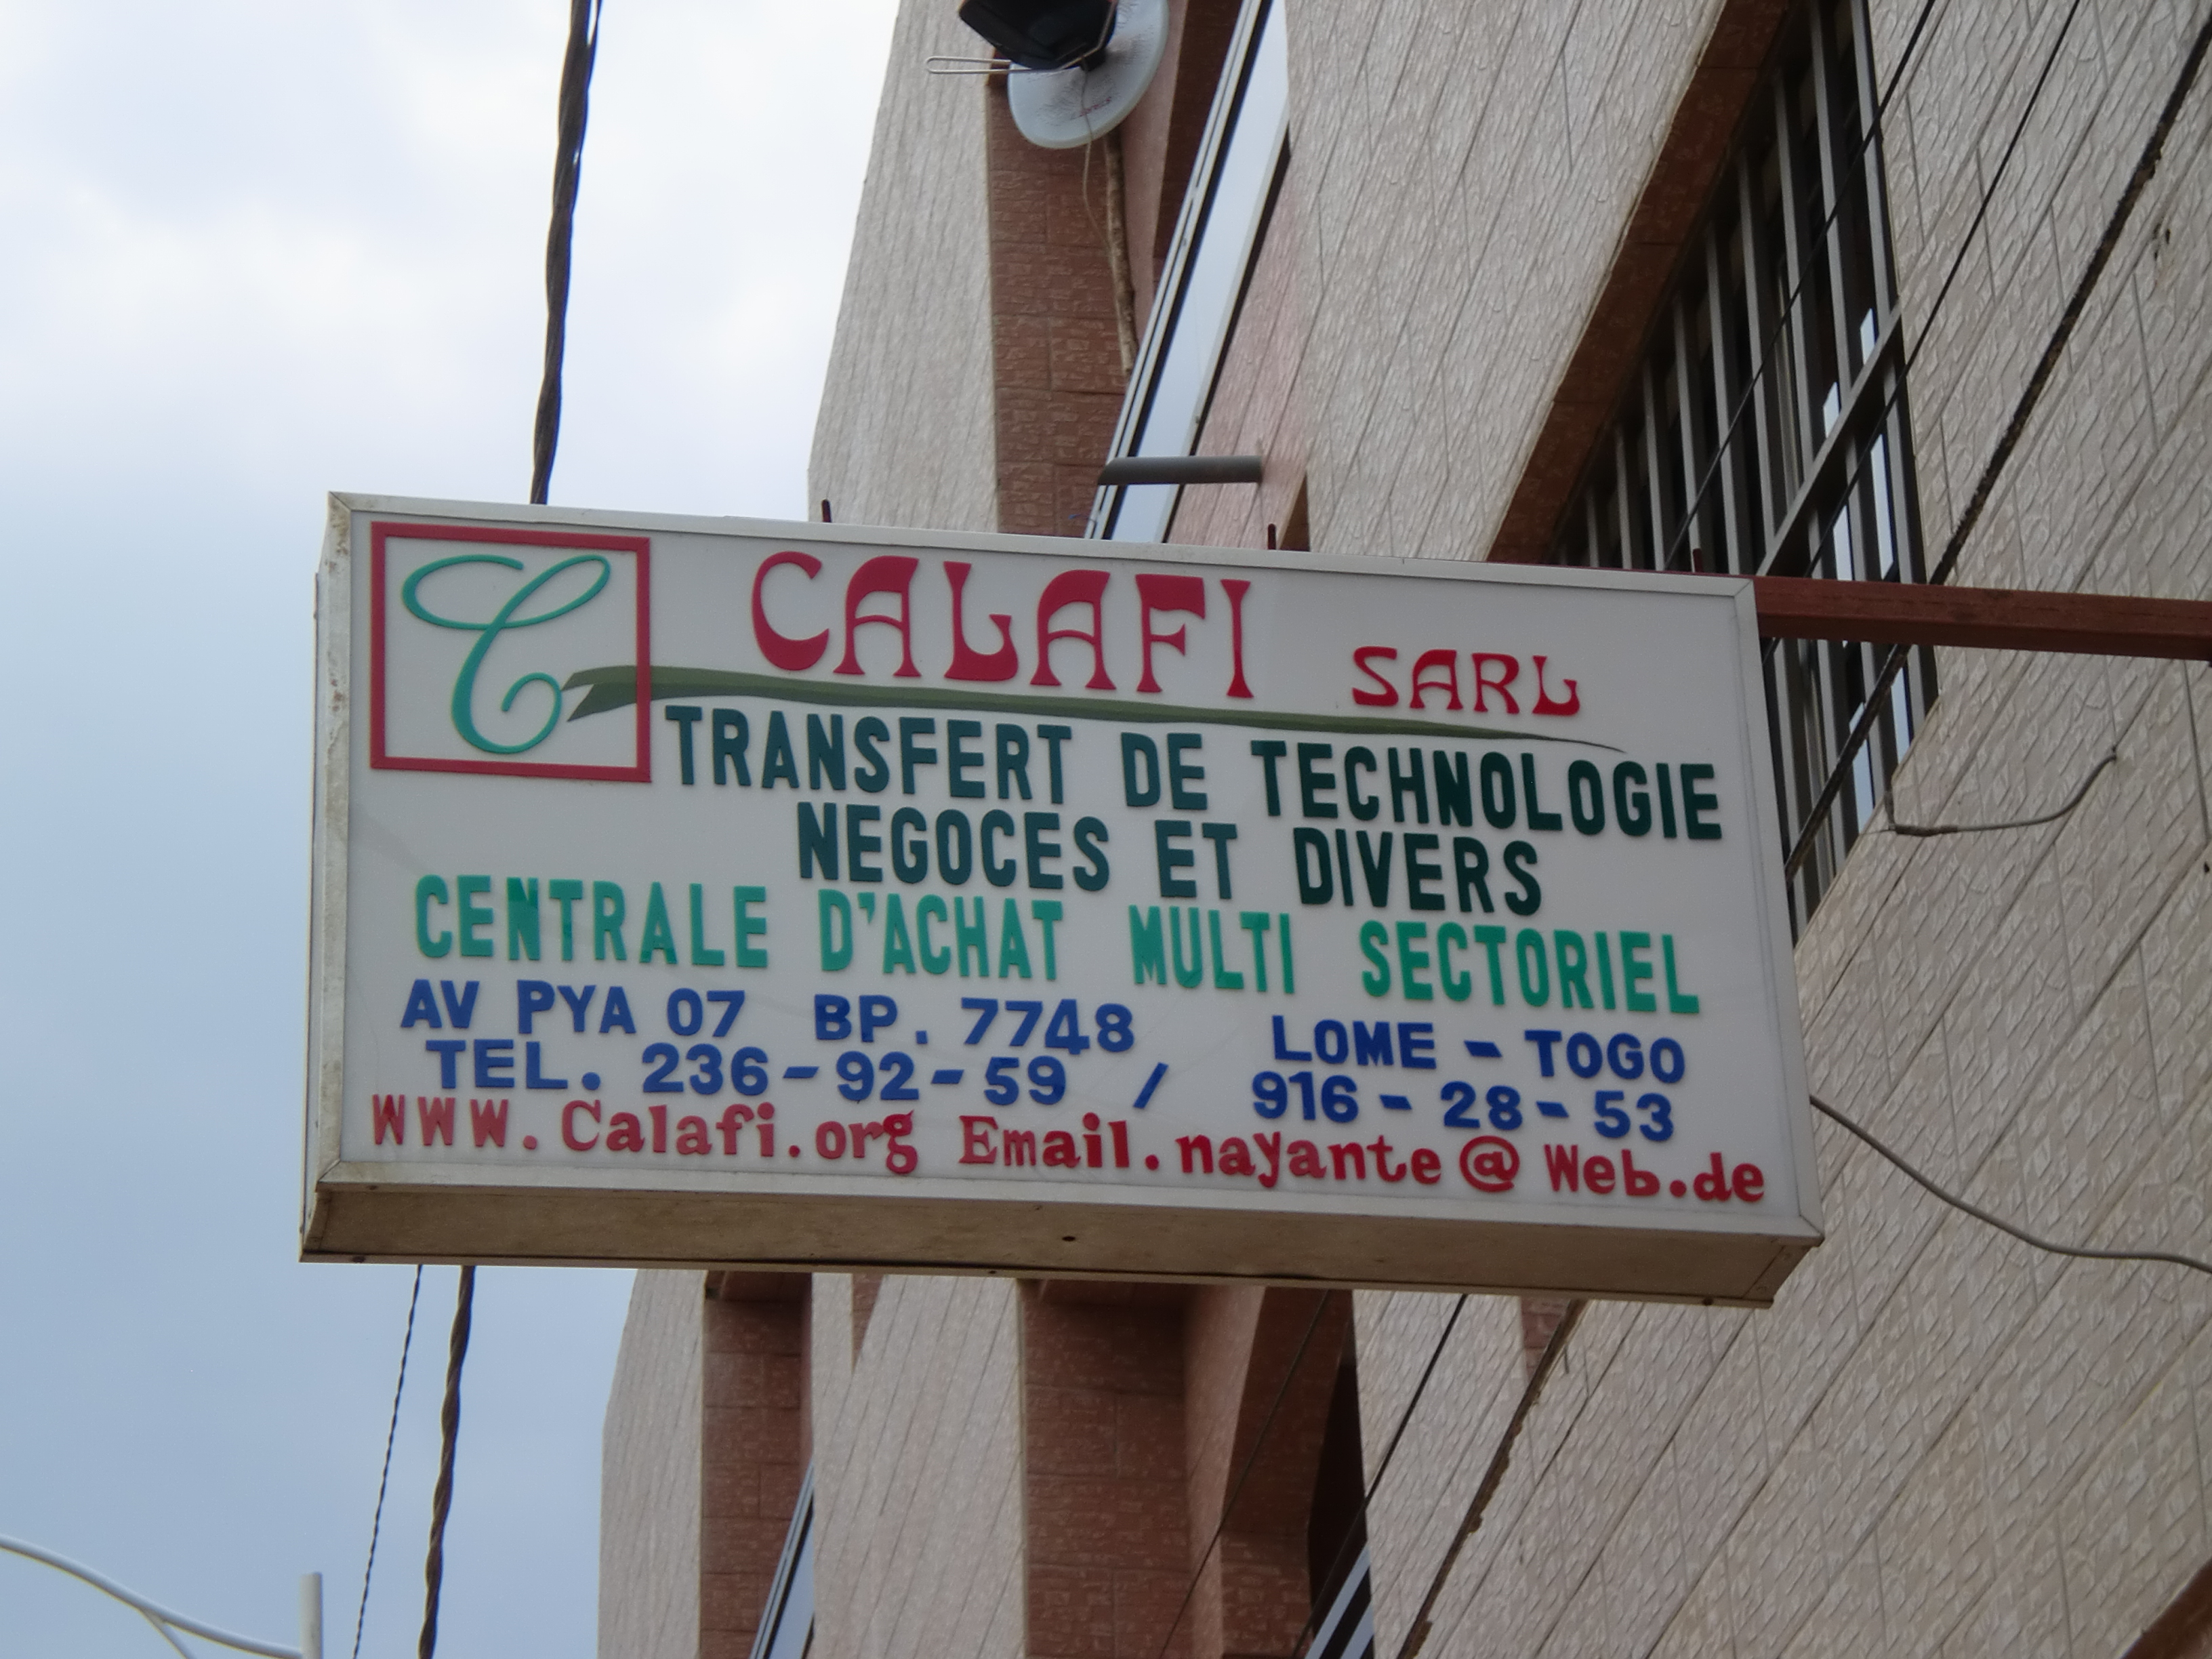 C CALAFI SARL
TRANSFERT DE TECHNOLOGIE
NEGOCES ET DIVERS
CENTRALE D'ACHAT MULTI SECTORIEL
AV PYA 07 BP. 7748 LOME - TOGO
TEL. 236-92-59 / 916-28-53
WWW.Calafi.org Email.nayante@Web.de